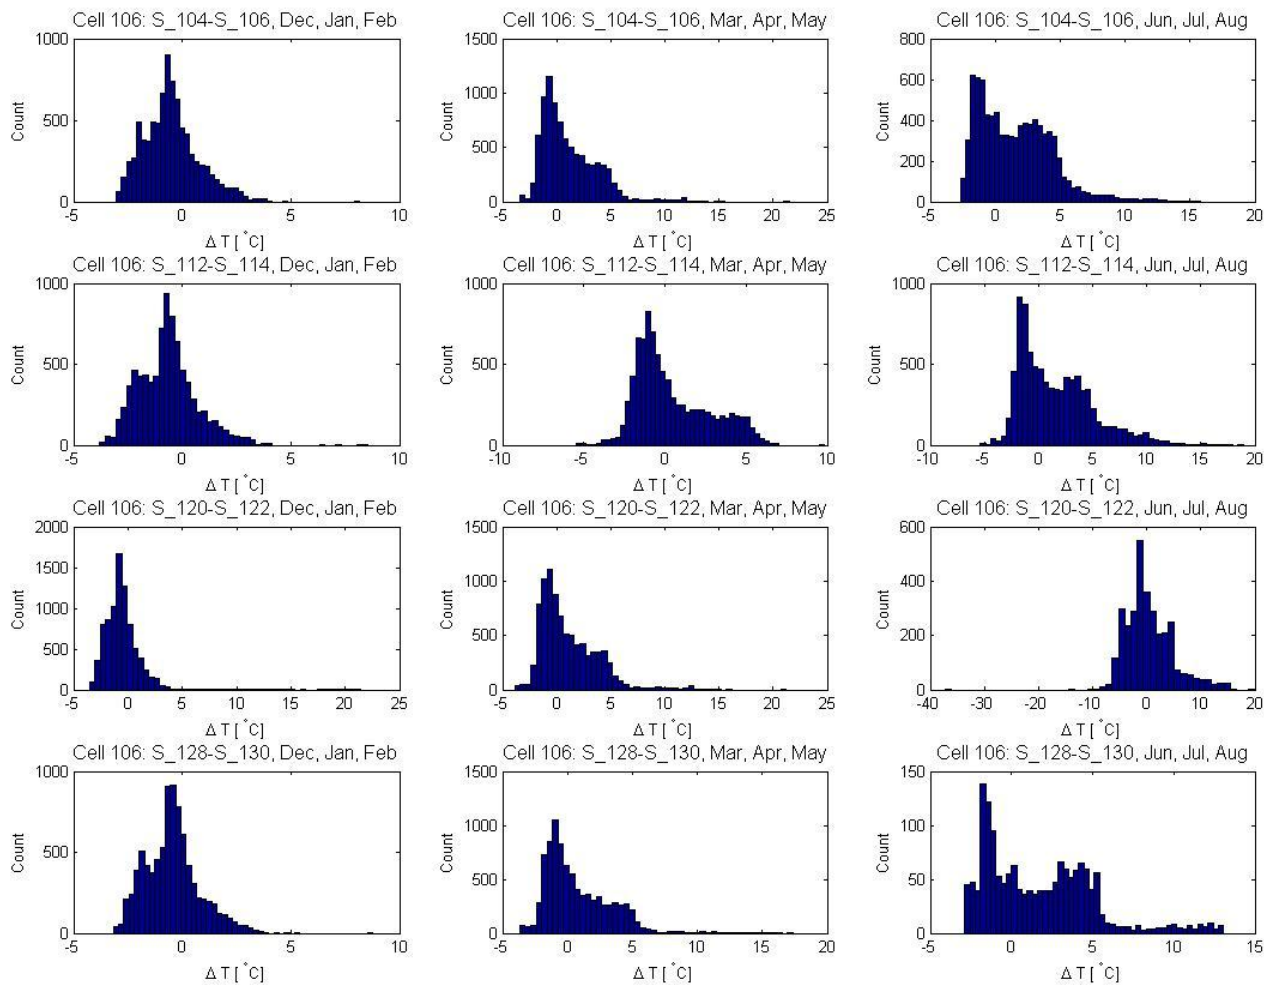 Cell 106: S_104-S_106, Dec, Jan, Feb
Count
1000
500
0
-5 0 5 10
Δ T [ °C]
Cell 106: S_104-S_106, Mar, Apr, May
Count
1500
1000
500
0
-5 0 5 10 15 20 25
Δ T [ °C]
Cell 106: S_104-S_106, Jun, Jul, Aug
Count
800
600
400
200
0
-5 0 5 10 15 20
Δ T [ °C]
Cell 106: S_112-S_114, Dec, Jan, Feb
Count
1000
500
0
-5 0 5 10
Δ T [ °C]
Cell 106: S_112-S_114, Mar, Apr, May
Count
1000
500
0
-10 -5 0 5 10
Δ T [ °C]
Cell 106: S_112-S_114, Jun, Jul, Aug
Count
1000
500
0
-10 -5 0 5 10 15 20
Δ T [ °C]
Cell 106: S_120-S_122, Dec, Jan, Feb
Count
2000
1500
1000
500
0
-5 0 5 10 15 20 25
Δ T [ °C]
Cell 106: S_120-S_122, Mar, Apr, May
Count
1500
1000
500
0
-5 0 5 10 15 20 25
Δ T [ °C]
Cell 106: S_120-S_122, Jun, Jul, Aug
Count
600
400
200
0
-40 -30 -20 -10 0 10 20
Δ T [ °C]
Cell 106: S_128-S_130, Dec, Jan, Feb
Count
1000
500
0
-5 0 5 10
Δ T [ °C]
Cell 106: S_128-S_130, Mar, Apr, May
Count
1500
1000
500
0
-5 0 5 10 15 20
Δ T [ °C]
Cell 106: S_128-S_130, Jun, Jul, Aug
Count
150
100
50
0
-5 0 5 10 15
Δ T [ °C]